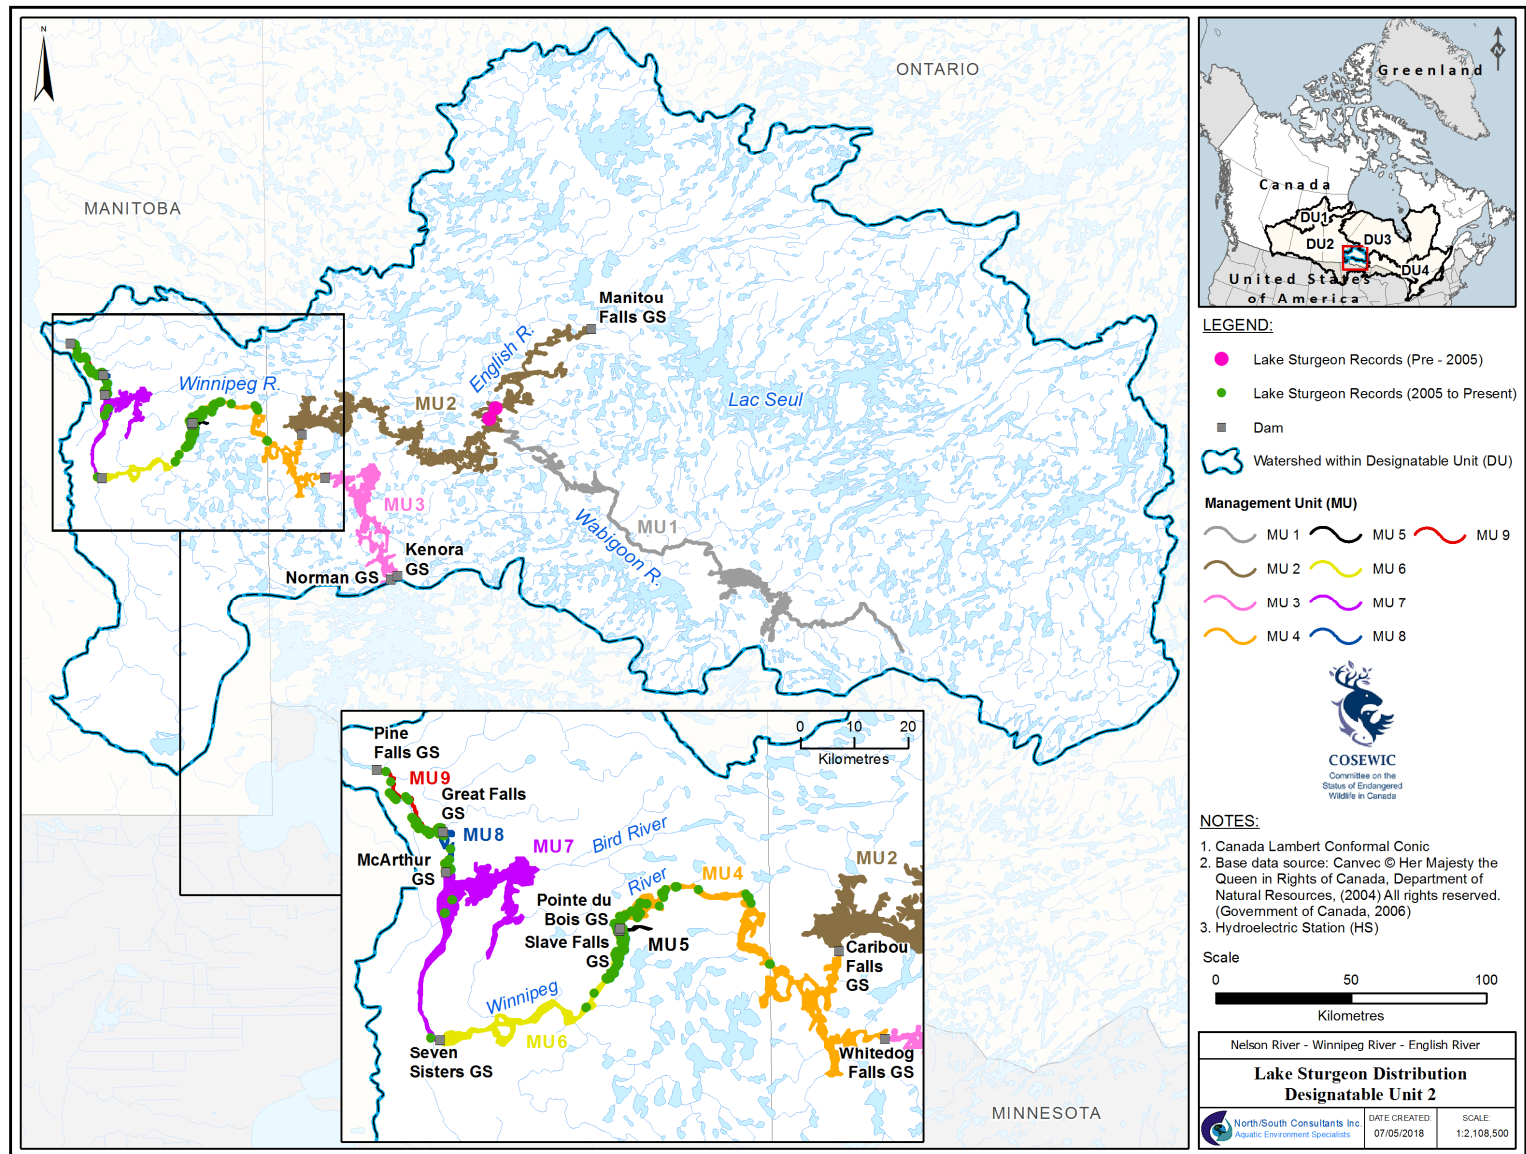 N
ONTARIO
MANITOBA
Manitou
Falls GS
English R.
Winnipeg R.
MU2
Lac Seul
MU3
MU1
Wabigoon R.
Kenora
GS
Norman GS
0 10 20
Kilometres
Pine
Falls GS
MU9
Great Falls
GS
MU8
Bird River
MU7
McArthur
GS
MU2
River
MU4
Pointe du
Bois GS
Slave Falls
GS
MU5
Caribou
Falls
GS
Winnipeg
MU6
Seven
Sisters GS
Whitedog
Falls GS
MINNESOTA
N
Greenland
Canada
DU1
DU2
DU3
DU4
United States
of America
LEGEND:
Lake Sturgeon Records (Pre - 2005)
Lake Sturgeon Records (2005 to Present)
Dam
Watershed within Designatable Unit (DU)
Management Unit (MU)
MU 1 MU 5 MU 9
MU 2 MU 6
MU 3 MU 7
MU 4 MU 8
COSEWIC
Committee on the
Status of Endangered
Wildlife in Canada
NOTES:
1. Canada Lambert Conformal Conic
2. Base data source: Canvec © Her Majesty the
Queen in Rights of Canada, Department of
Natural Resources, (2004) All rights reserved.
(Government of Canada, 2006)
3. Hydroelectric Station (HS)
Scale
0 50 100
Kilometres
Nelson River - Winnipeg River - English River
Lake Sturgeon Distribution
Designatable Unit 2
North/South Consultants Inc.
Aquatic Environment Specialists
DATE CREATED:
07/05/2018
SCALE:
1:2,108,500